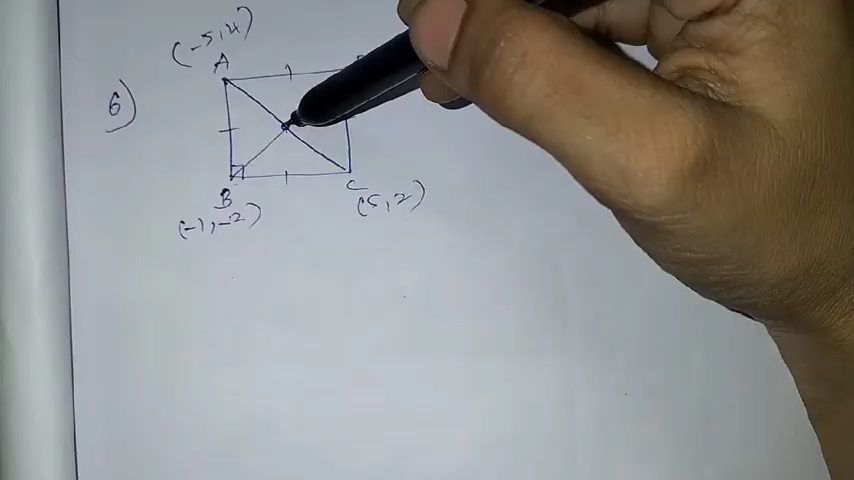 (-5,4)
A
6)
B
C
(-1,-2)
(5,2)